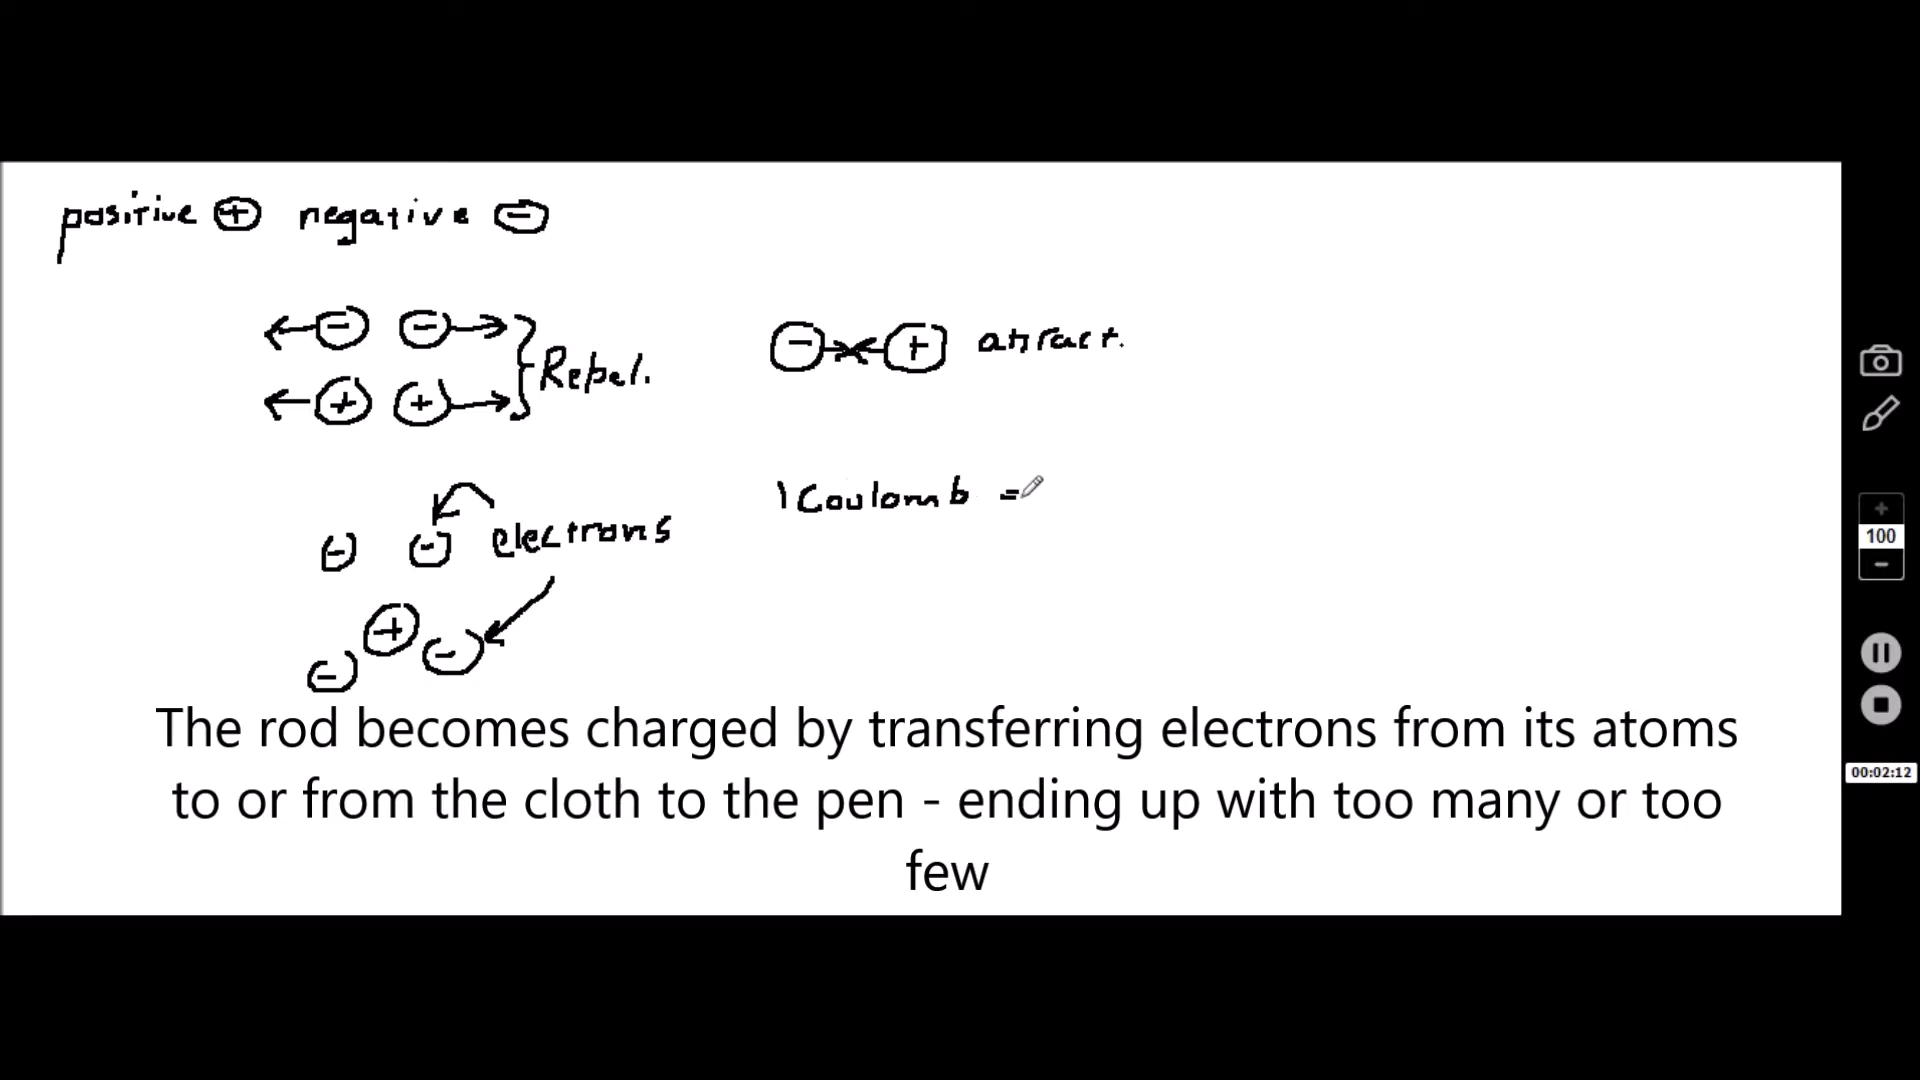 positive + negative -
← - - →
Repel.
← + + →
- →← + attract.
1 Coulomb =
electrons
- -
+ -
-
The rod becomes charged by transferring electrons from its atoms
to or from the cloth to the pen - ending up with too many or too
few
+
100
-
00:02:12